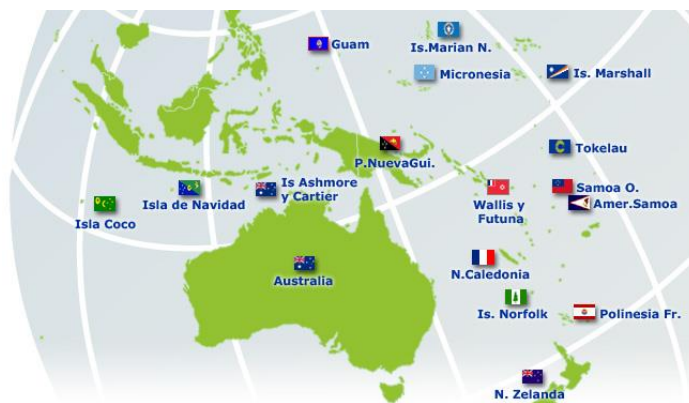 Guam
Is.Marian N.
Micronesia
Is. Marshall
P.NuevaGui.
Tokelau
Isla Coco
Isla de Navidad
Is Ashmore
y Cartier
Wallis y
Futuna
Samoa O.
Amer.Samoa
Australia
N.Caledonia
Is. Norfolk
Polinesia Fr.
N. Zelanda